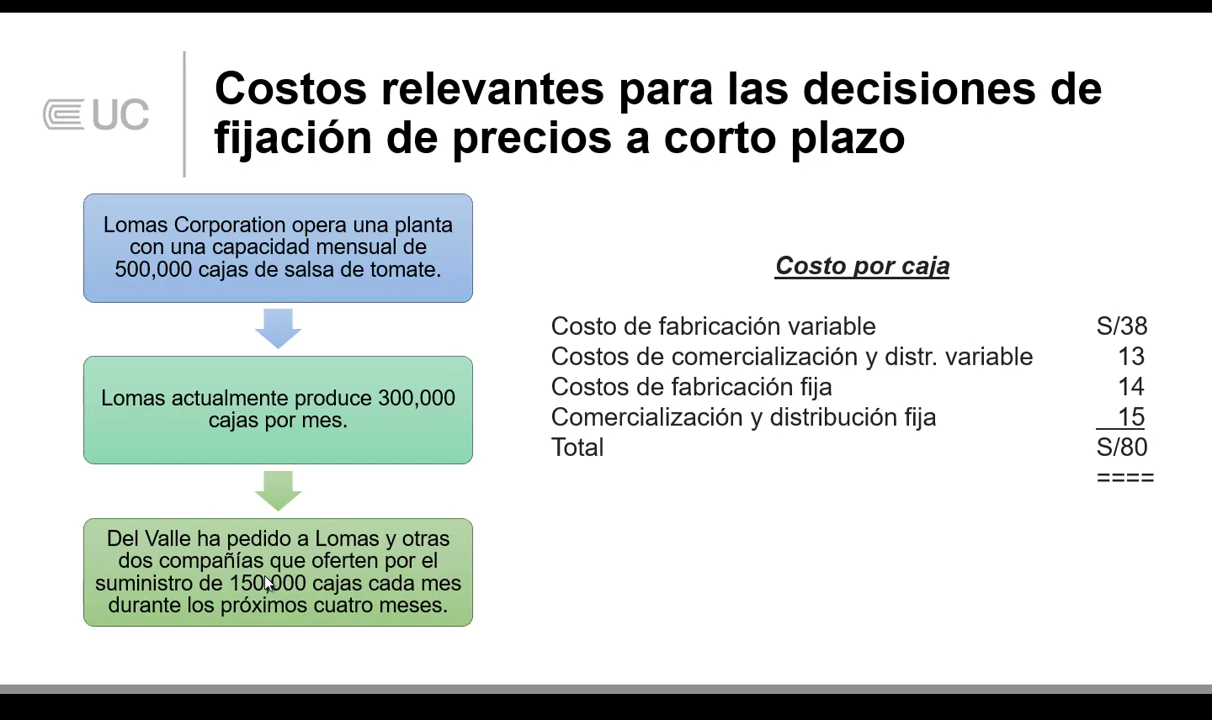 UC
Costos relevantes para las decisiones de
fijación de precios a corto plazo
Lomas Corporation opera una planta
con una capacidad mensual de
500,000 cajas de salsa de tomate.
Lomas actualmente produce 300,000
cajas por mes.
Del Valle ha pedido a Lomas y otras
dos compañías que oferten por el
suministro de 150,000 cajas cada mes
durante los próximos cuatro meses.
Costo por caja
Costo de fabricación variable S/38
Costos de comercialización y distr. variable 13
Costos de fabricación fija 14
Comercialización y distribución fija 15
Total S/80
====